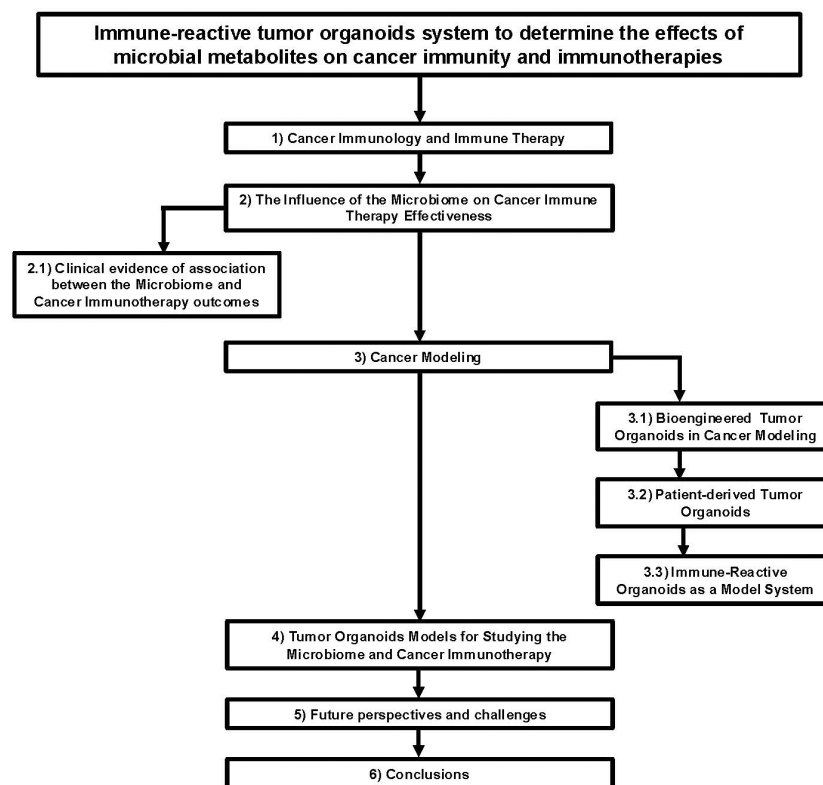 Immune-reactive tumor organoids system to determine the effects of
microbial metabolites on cancer immunity and immunotherapies
1) Cancer Immunology and Immune Therapy
2) The Influence of the Microbiome on Cancer Immune
Therapy Effectiveness
2.1) Clinical evidence of association
between the Microbiome and
Cancer Immunotherapy outcomes
3) Cancer Modeling
3.1) Bioengineered Tumor
Organoids in Cancer Modeling
3.2) Patient-derived Tumor
Organoids
3.3) Immune-Reactive
Organoids as a Model System
4) Tumor Organoids Models for Studying the
Microbiome and Cancer Immunotherapy
5) Future perspectives and challenges
6) Conclusions